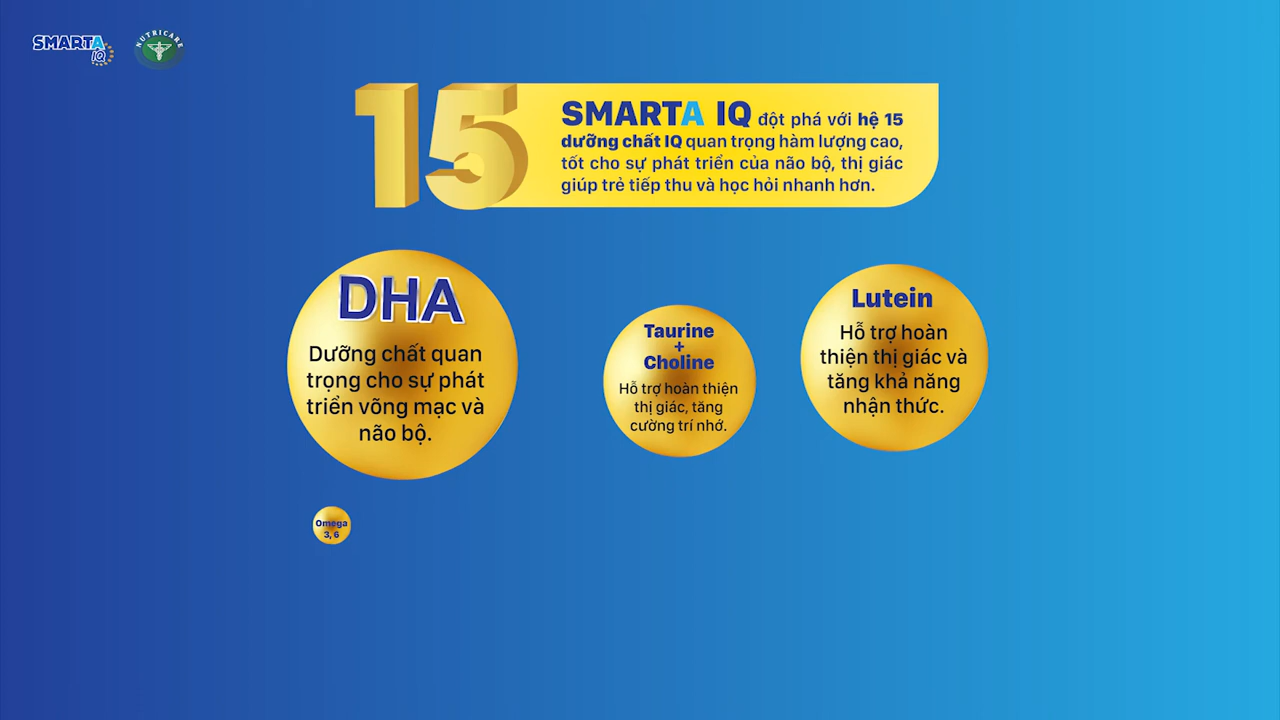 SMARTA
IQ
NUTRICARE
15
SMARTA IQ đột phá với hệ 15
dưỡng chất IQ quan trọng hàm lượng cao,
tốt cho sự phát triển của não bộ, thị giác
giúp trẻ tiếp thu và học hỏi nhanh hơn.
DHA
Dưỡng chất quan
trọng cho sự phát
triển võng mạc và
não bộ.
Taurine
+
Choline
Hỗ trợ hoàn thiện
thị giác, tăng
cường trí nhớ.
Lutein
Hỗ trợ hoàn
thiện thị giác và
tăng khả năng
nhận thức.
Omega
3, 6